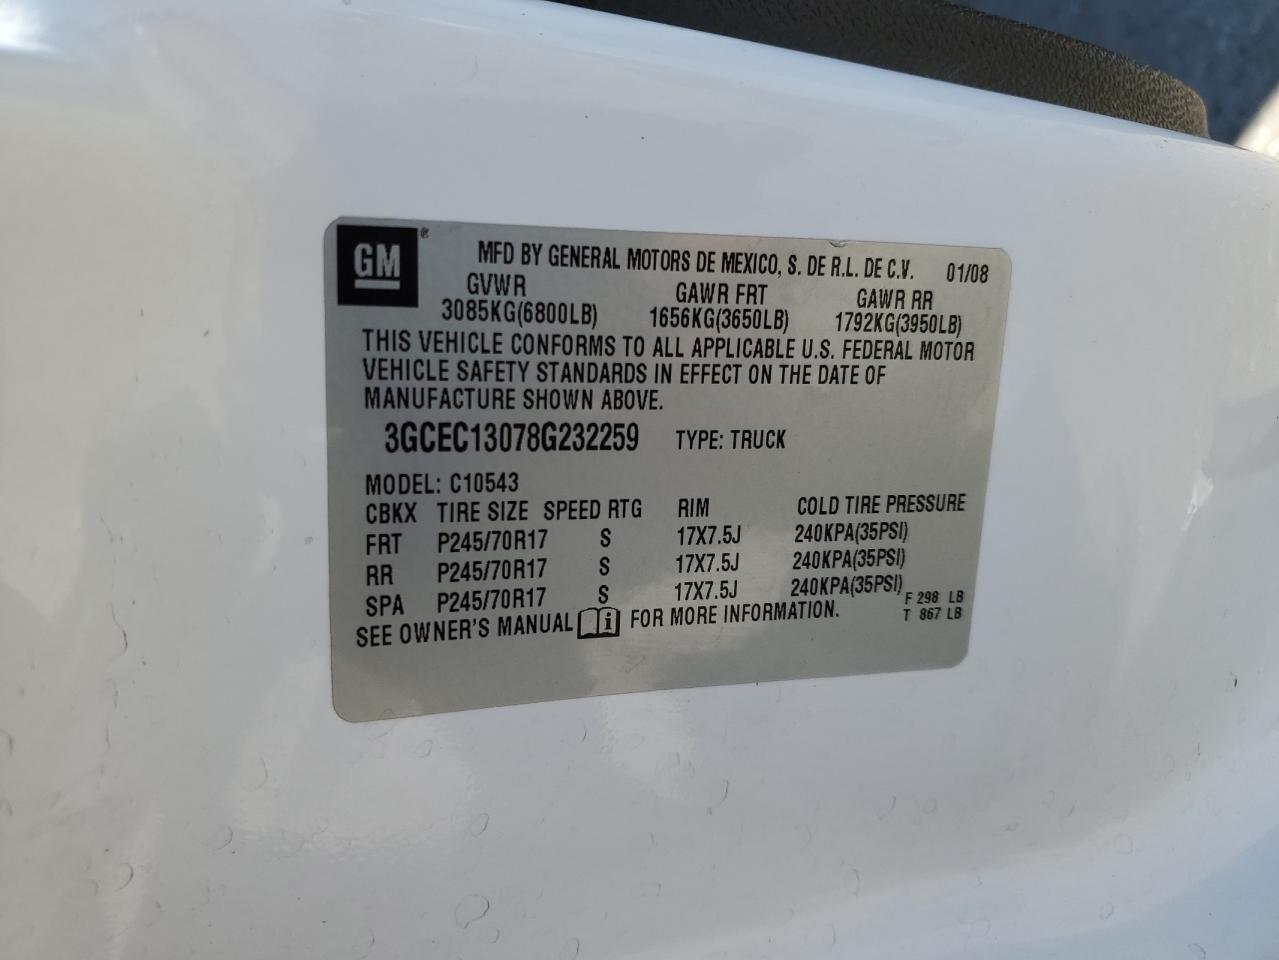 GM®
MFD BY GENERAL MOTORS DE MEXICO, S. DE R.L. DE C.V. 01/08
GVWR GAWR FRT GAWR RR
3085KG(6800LB) 1656KG(3650LB) 1792KG(3950LB)
THIS VEHICLE CONFORMS TO ALL APPLICABLE U.S. FEDERAL MOTOR
VEHICLE SAFETY STANDARDS IN EFFECT ON THE DATE OF
MANUFACTURE SHOWN ABOVE.
3GCEC13078G232259 TYPE: TRUCK
MODEL: C10543
CBKX TIRE SIZE SPEED RTG RIM COLD TIRE PRESSURE
FRT P245/70R17 S 17X7.5J 240KPA(35PSI)
RR P245/70R17 S 17X7.5J 240KPA(35PSI)
SPA P245/70R17 S 17X7.5J 240KPA(35PSI) F 298 LB
SEE OWNER'S MANUAL i FOR MORE INFORMATION. T 867 LB